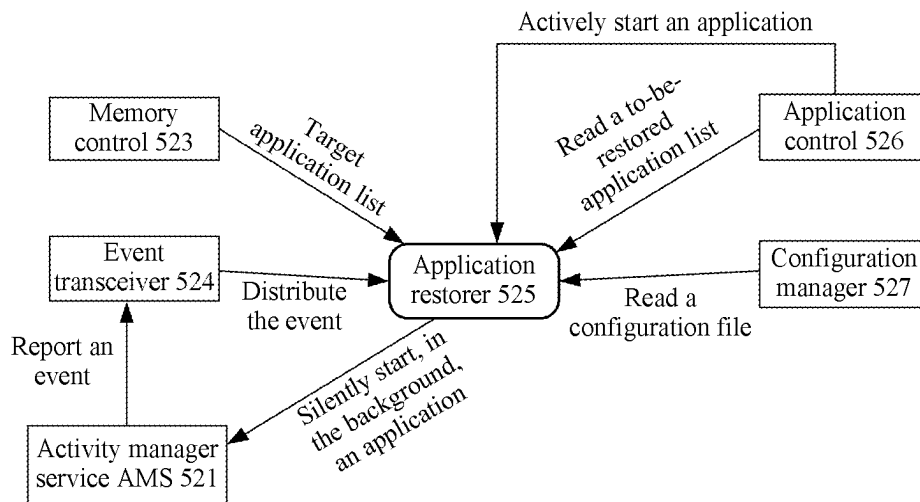 Actively start an application
Memory
control 523
Target
application list
Read a to-be-
restored
application list
Application
control 526
Event
transceiver 524
Distribute
the event
Application
restorer 525
Read a
configuration file
Configuration
manager 527
Report an
event
Silently start, in
the background,
an application
Activity manager
service AMS 521